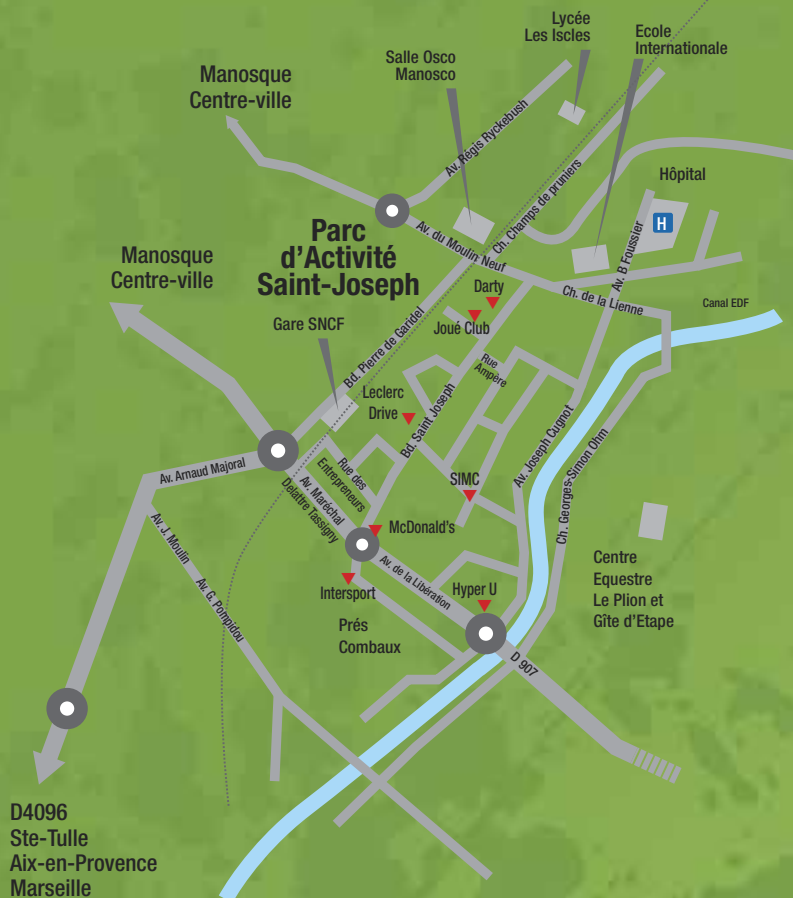 Lycée
Les Iscles
Ecole
Internationale
Salle Osco
Manosco
Manosque
Centre-ville
Av. Régis Ryckebush
Ch. Champs de pruniers
Hôpital
H
Parc
d'Activité
Saint-Joseph
Av. du Moulin Neuf
Av. B Foussier
Manosque
Centre-ville
Darty
Ch. de la Lienne
Canal EDF
Joué Club
Gare SNCF
Bd. Pierre de Garidel
Rue
Ampère
Leclerc
Drive
Bd. Saint Joseph
Av. Joseph Cugnot
Ch. Georges-Simon Ohm
Av. Arnaud Majoral
Rue des
Entrepreneurs
SIMC
Av. Maréchal
Delattre Tassigny
McDonald's
Av. J. Moulin
Av. G. Pompidou
Av. de la Libération
Intersport
Hyper U
Centre
Equestre
Le Plion et
Gîte d'Etape
Prés
Combaux
D 907
D4096
Ste-Tulle
Aix-en-Provence
Marseille